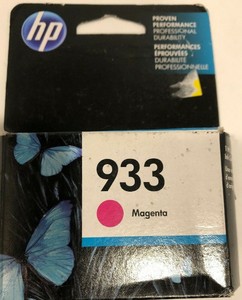 hp
PROVEN
PERFORMANCE
PROFESSIONAL
DURABILITY
PERFORMANCES
ÉPROUVÉES
DURABILITÉ
PROFESSIONNELLE
933
Magenta